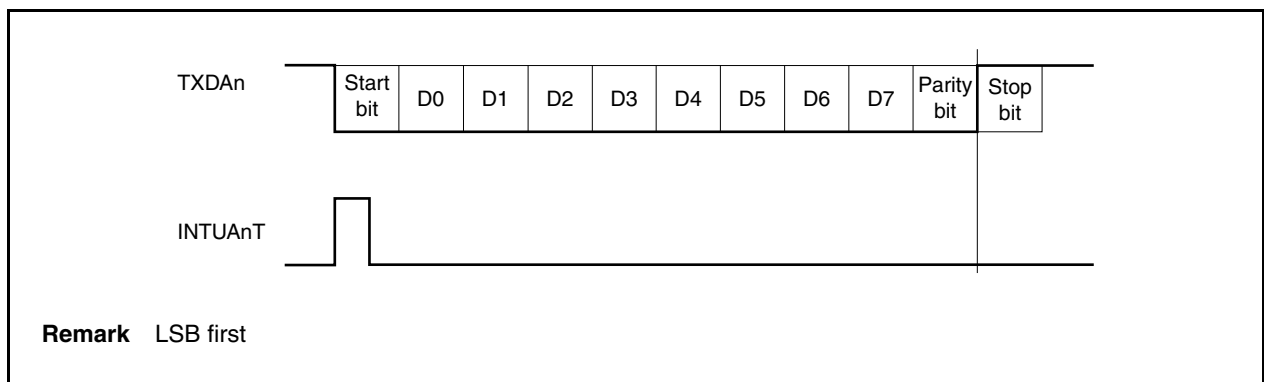 TXDAn
Start bit
D0
D1
D2
D3
D4
D5
D6
D7
Parity bit
Stop bit
INTUAnT
Remark LSB first